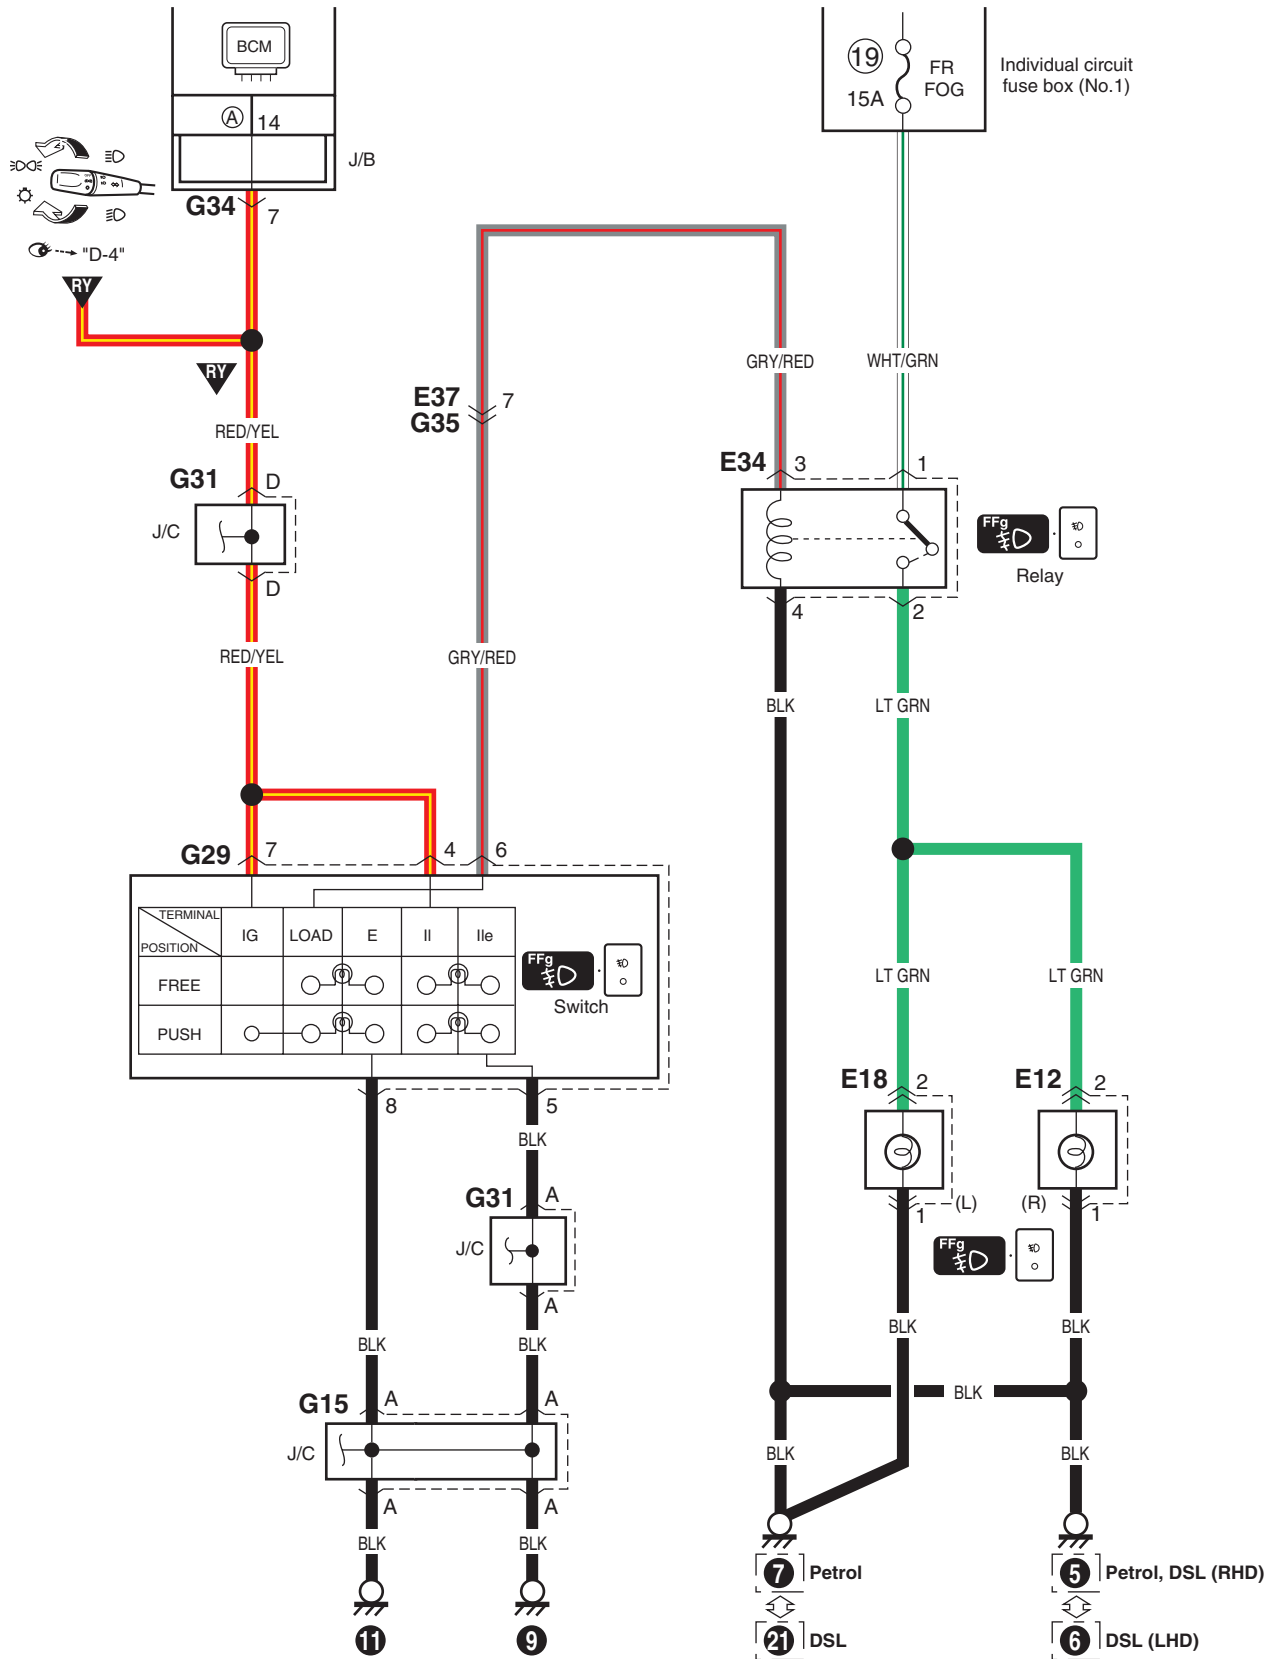 BCM
A 14
J/B
G34 7
"D-4"
RY
RY
RED/YEL
G31 D
J/C
D
RED/YEL
19
15A
FR
FOG
Individual circuit
fuse box (No.1)
GRY/RED
WHT/GRN
E37
G35
7
E34 3 1
FFg
Relay
4 2
GRY/RED
BLK
LT GRN
G29 7 4 6
TERMINAL
POSITION
IG LOAD E II IIe
FREE
PUSH
FFg
Switch
8 5
BLK
LT GRN
LT GRN
E18 2
E12 2
(L)
1
(R)
1
FFg
G31 A
J/C
A
BLK
BLK
BLK
BLK
G15 A A
J/C
A A
BLK
BLK
BLK
BLK
BLK
11
9
7 Petrol
21 DSL
5 Petrol, DSL (RHD)
6 DSL (LHD)